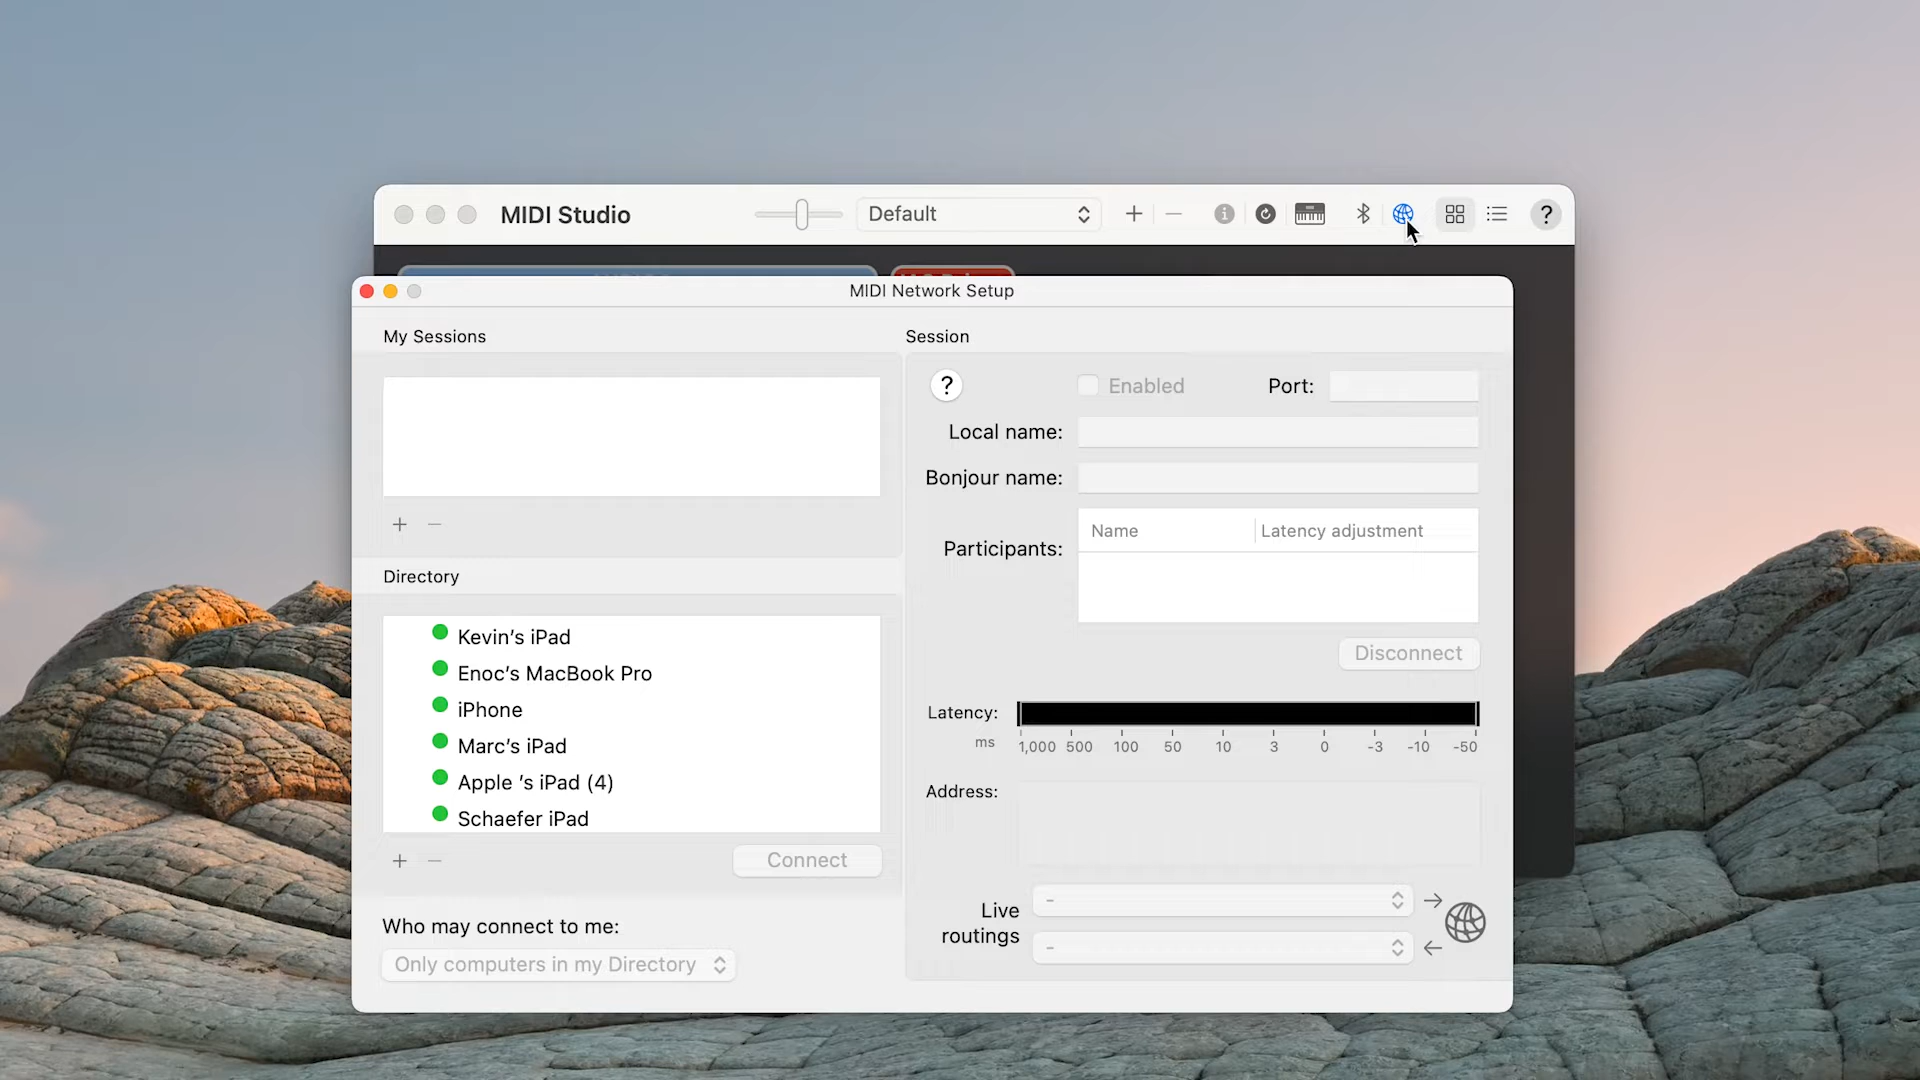 MIDI Studio
Default
?
MIDI Network Setup
My Sessions
Session
?
Enabled
Port:
Local name:
Bonjour name:
Participants:
Name
Latency adjustment
Disconnect
Directory
Kevin's iPad
Enoc's MacBook Pro
iPhone
Marc's iPad
Apple 's iPad (4)
Schaefer iPad
Connect
Latency:
ms
1,000 500 100 50 10 3 0 -3 -10 -50
Address:
Live
routings
-
-
Who may connect to me:
Only computers in my Directory